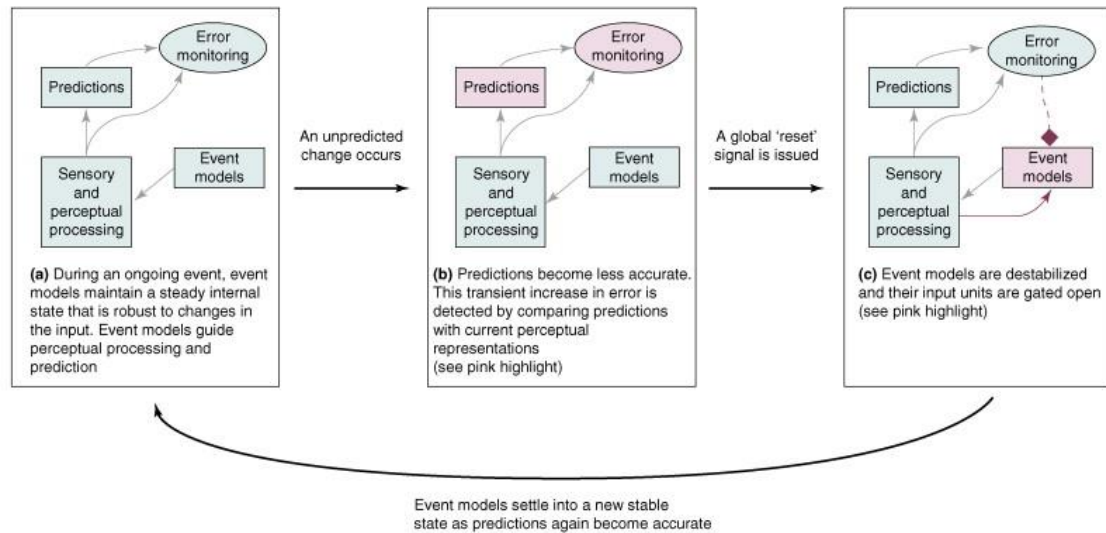 Error
monitoring
Predictions
Sensory
and
perceptual
processing
Event
models
(a) During an ongoing event, event
models maintain a steady internal
state that is robust to changes in
the input. Event models guide
perceptual processing and
prediction
An unpredicted
change occurs
Error
monitoring
Predictions
Sensory
and
perceptual
processing
Event
models
(b) Predictions become less accurate.
This transient increase in error is
detected by comparing predictions
with current perceptual
representations
(see pink highlight)
A global ‘reset’
signal is issued
Error
monitoring
Predictions
Sensory
and
perceptual
processing
Event
models
(c) Event models are destabilized
and their input units are gated open
(see pink highlight)
Event models settle into a new stable
state as predictions again become accurate